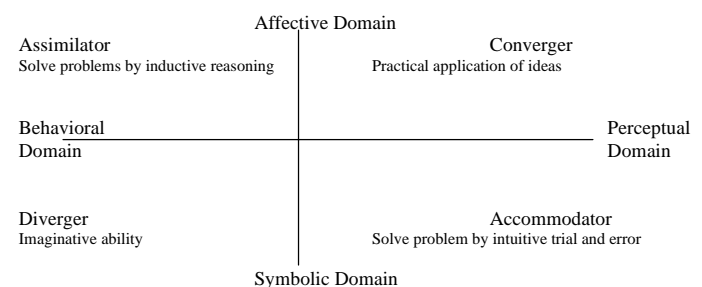 Affective Domain
Assimilator
Converger
Solve problems by inductive reasoning
Practical application of ideas
Behavioral
Domain
Perceptual
Domain
Diverger
Accommodator
Imaginative ability
Solve problem by intuitive trial and error
Symbolic Domain